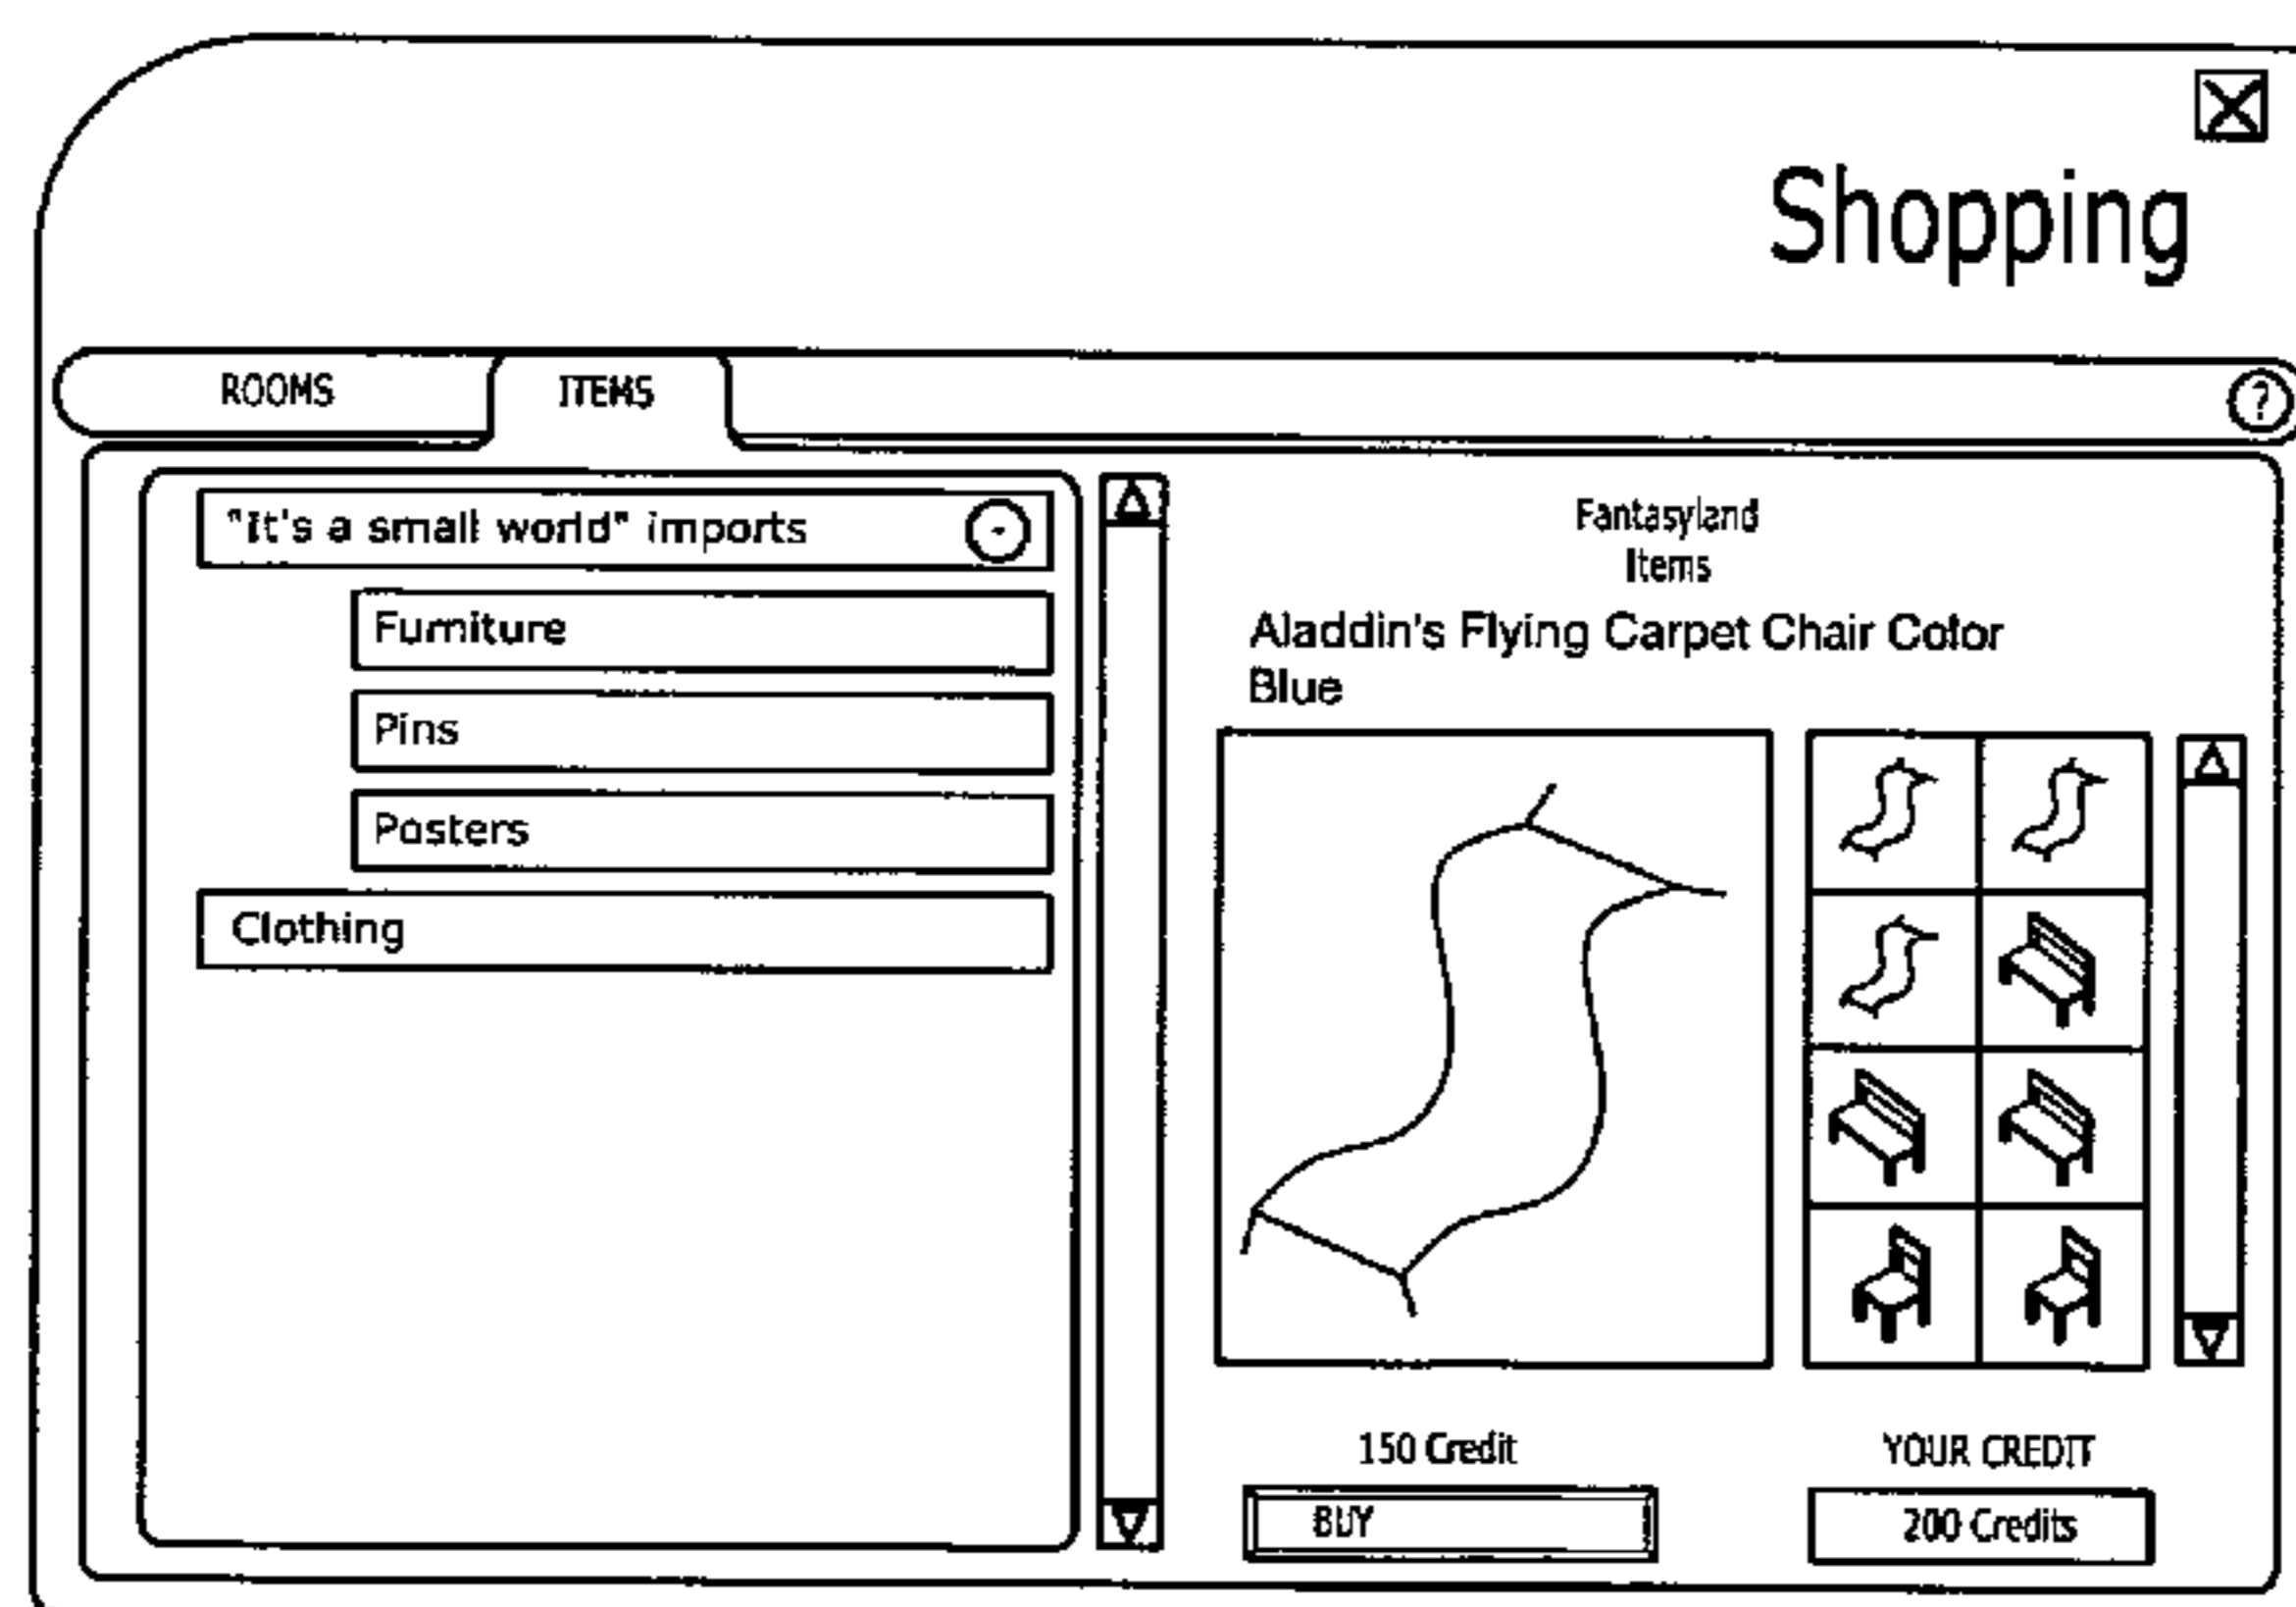 Shopping
ROOMS
ITEMS
?
"It's a small world" imports
Furniture
Pins
Posters
Clothing
Fantasyland
Items
Aladdin's Flying Carpet Chair Color
Blue
150 Credit
YOUR CREDIT
BUY
200 Credits